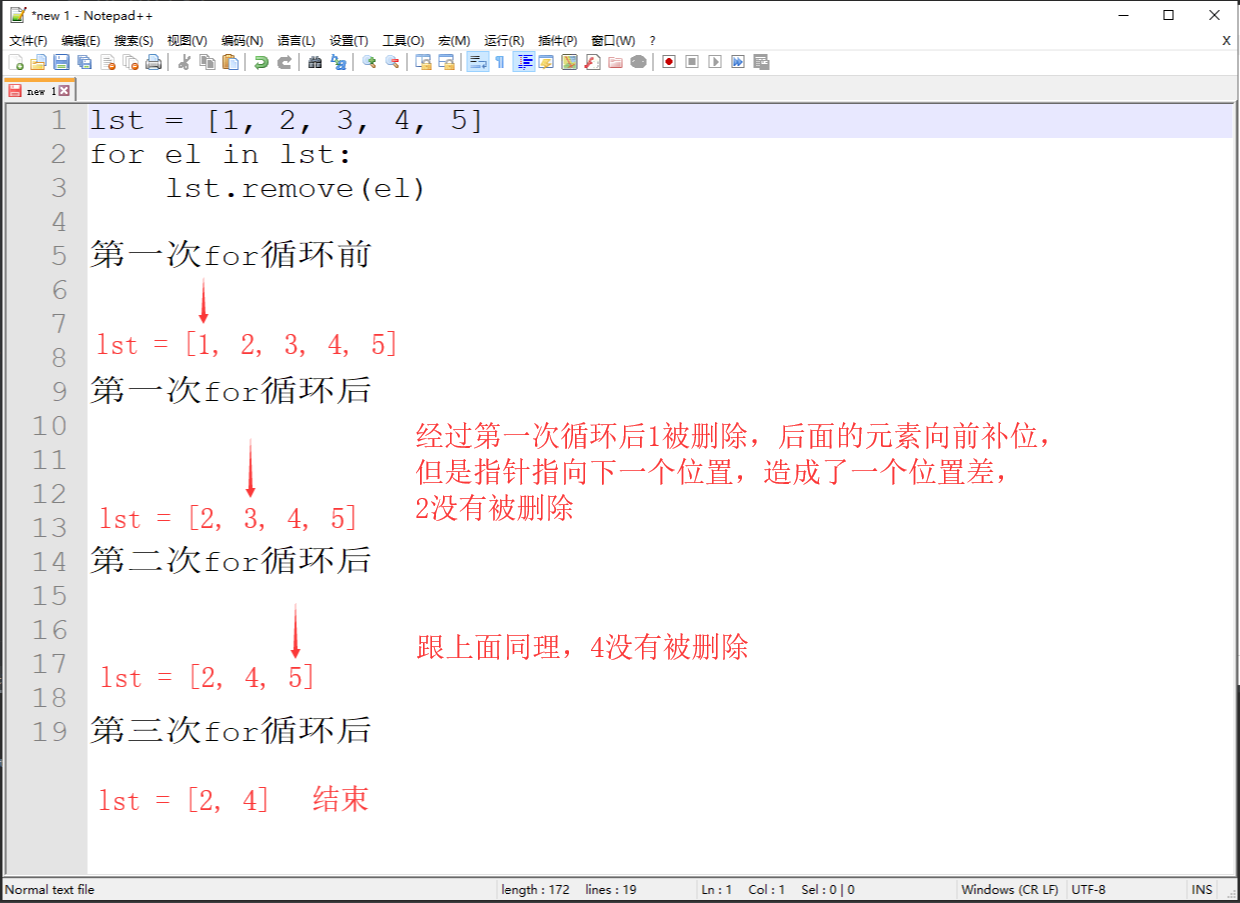 *new 1 - Notepad++
文件(F) 编辑(E) 搜索(S) 视图(V) 编码(N) 语言(L) 设置(T) 工具(O) 宏(M) 运行(R) 插件(P) 窗口(W) ? X
new 1
1 lst = [1, 2, 3, 4, 5]
2 for el in lst:
3 lst.remove(el)
4
5 第一次for循环前
6
7
lst = [1, 2, 3, 4, 5]
8
9 第一次for循环后
10 经过第一次循环后1被删除，后面的元素向前补位，
11 但是指针指向下一个位置，造成了一个位置差，
12 2没有被删除
13 lst = [2, 3, 4, 5]
14 第二次for循环后
15
16 跟上面同理，4没有被删除
17 lst = [2, 4, 5]
18
19 第三次for循环后
lst = [2, 4] 结束
Normal text file length : 172 lines : 19 Ln : 1 Col : 1 Sel : 0 | 0 Windows (CR LF) UTF-8 INS